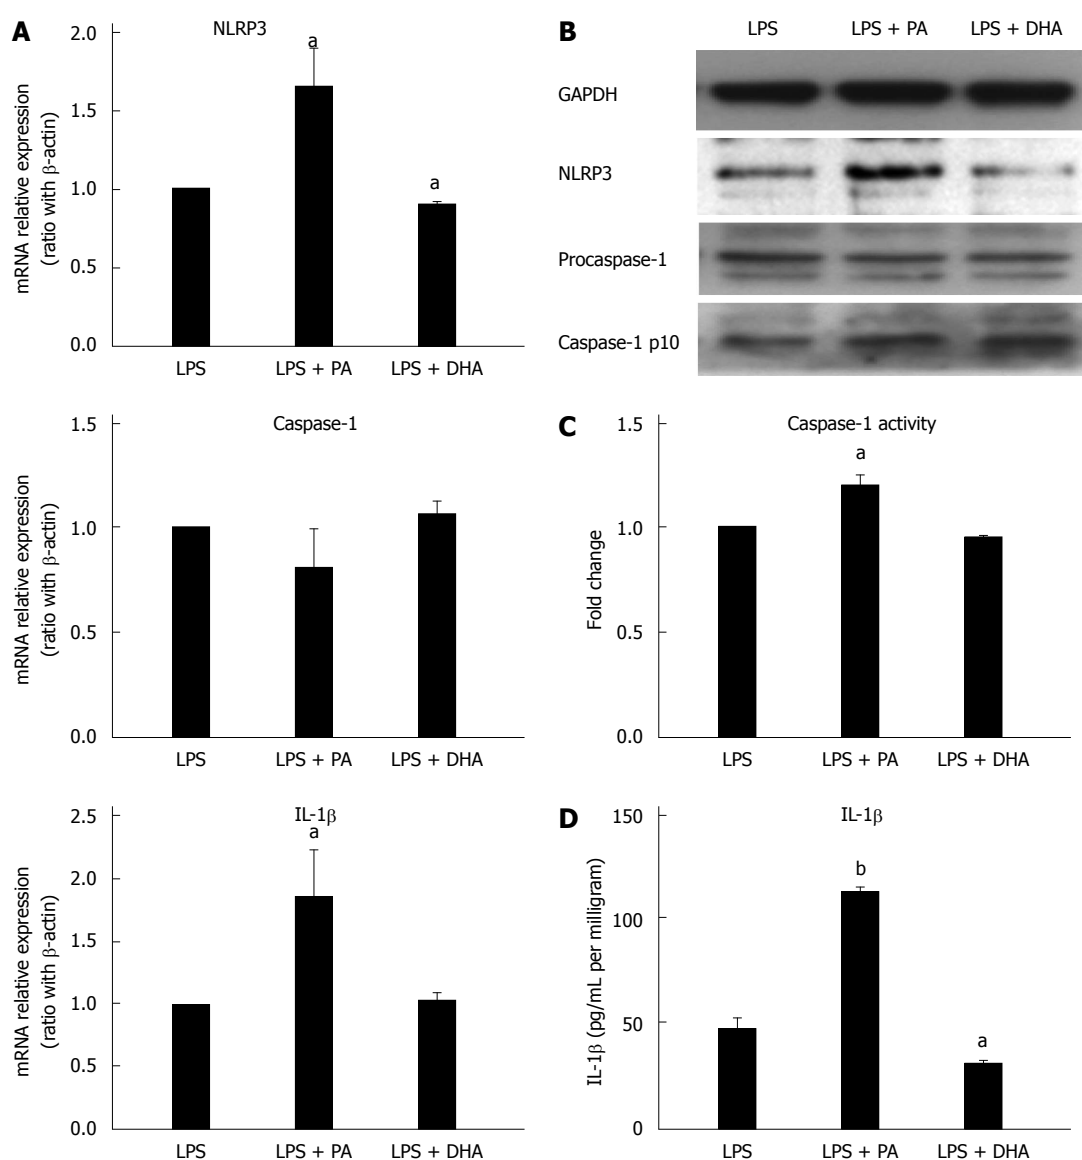 A
NLRP3
mRNA relative expression
(ratio with β-actin)
2.0
1.5
1.0
0.5
0.0
a
a
LPS
LPS + PA
LPS + DHA
Caspase-1
mRNA relative expression
(ratio with β-actin)
1.5
1.0
0.5
0.0
LPS
LPS + PA
LPS + DHA
IL-1β
mRNA relative expression
(ratio with β-actin)
2.5
2.0
1.5
1.0
0.5
0.0
a
LPS
LPS + PA
LPS + DHA
B
LPS
LPS + PA
LPS + DHA
GAPDH
NLRP3
Procaspase-1
Caspase-1 p10
C
Caspase-1 activity
Fold change
1.5
1.0
0.5
0.0
a
LPS
LPS + PA
LPS + DHA
D
IL-1β
IL-1β (pg/mL per milligram)
150
100
50
0
b
a
LPS
LPS + PA
LPS + DHA